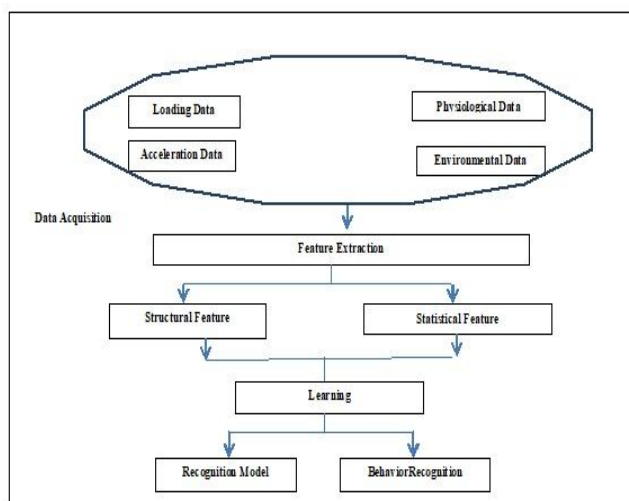 Loading Data
Physiological Data
Acceleration Data
Environmental Data
Data Acquisition
Feature Extraction
Structural Feature
Statistical Feature
Learning
Recognition Model
BehaviorRecognition